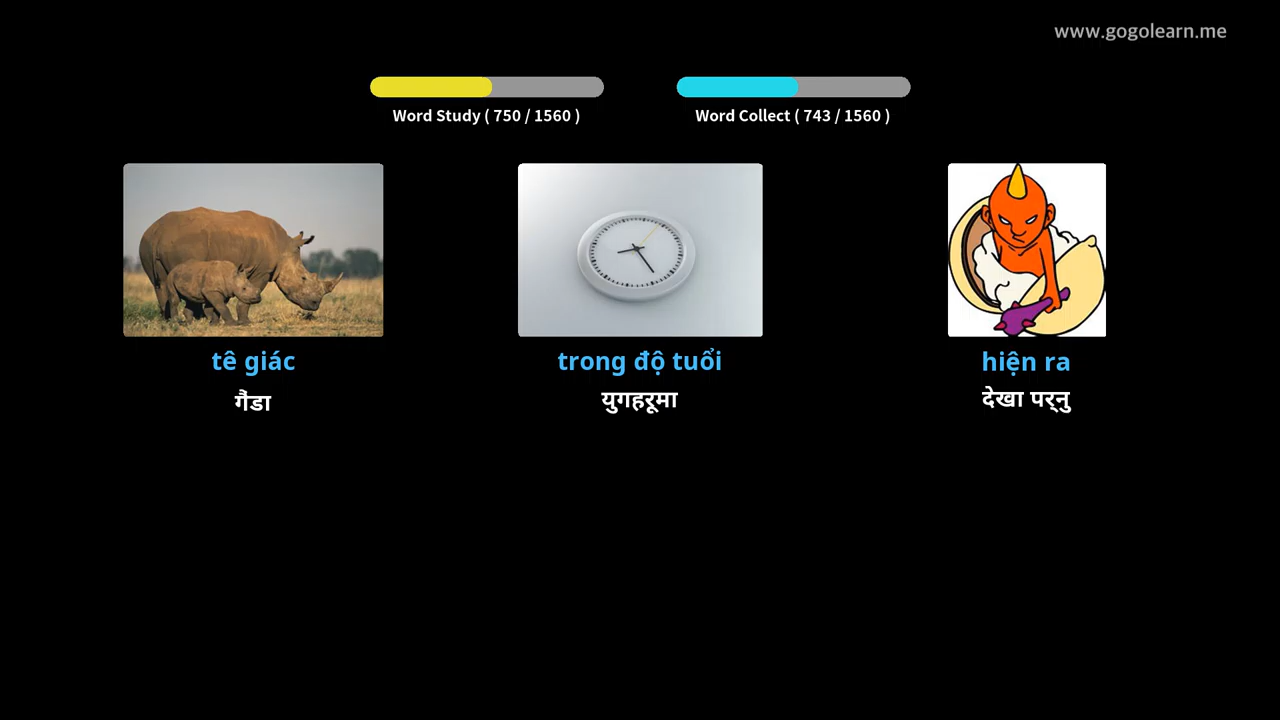 www.gogolearn.me
Word Study ( 750 / 1560 )
Word Collect ( 743 / 1560 )
tê giác
trong độ tuổi
hiện ra
गैंडा
युगहरूमा
देखा पर्नु